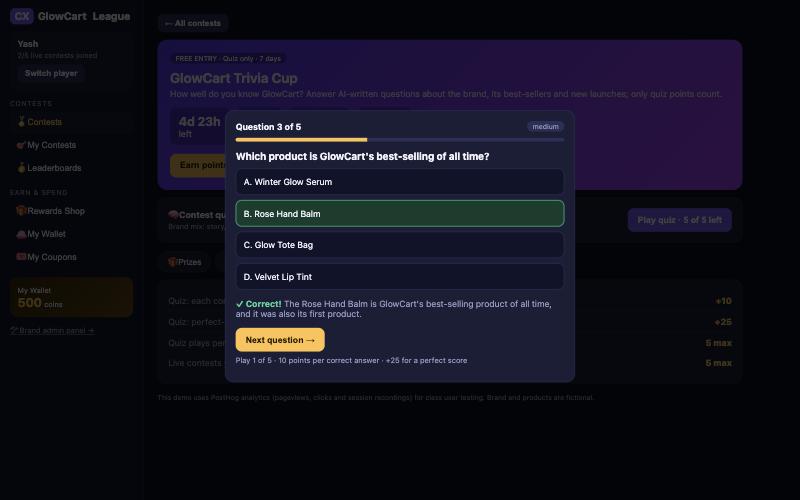 CX GlowCart League
Yash
2/5 live contests joined
Switch player
CONTESTS
Contests
My Contests
Leaderboards
EARN & SPEND
Rewards Shop
My Wallet
My Coupons
My Wallet
500 coins
Brand admin panel →
← All contests
FREE ENTRY · Quiz only · 7 days
GlowCart Trivia Cup
How well do you know GlowCart? Answer AI-written questions about the brand, its best-sellers and new launches; only quiz points count.
4d 23h
left
Earn points
Contest qu
Brand mix: story,
Play quiz · 5 of 5 left
Prizes
Quiz: each co
+10
Quiz: perfect-
+25
Quiz plays per
5 max
Live contests
5 max
This demo uses PostHog analytics (pageviews, clicks and session recordings) for class user testing. Brand and products are fictional.
Question 3 of 5
medium
Which product is GlowCart's best-selling of all time?
A. Winter Glow Serum
B. Rose Hand Balm
C. Glow Tote Bag
D. Velvet Lip Tint
✓ Correct! The Rose Hand Balm is GlowCart's best-selling product of all time,
and it was also its first product.
Next question →
Play 1 of 5 · 10 points per correct answer · +25 for a perfect score